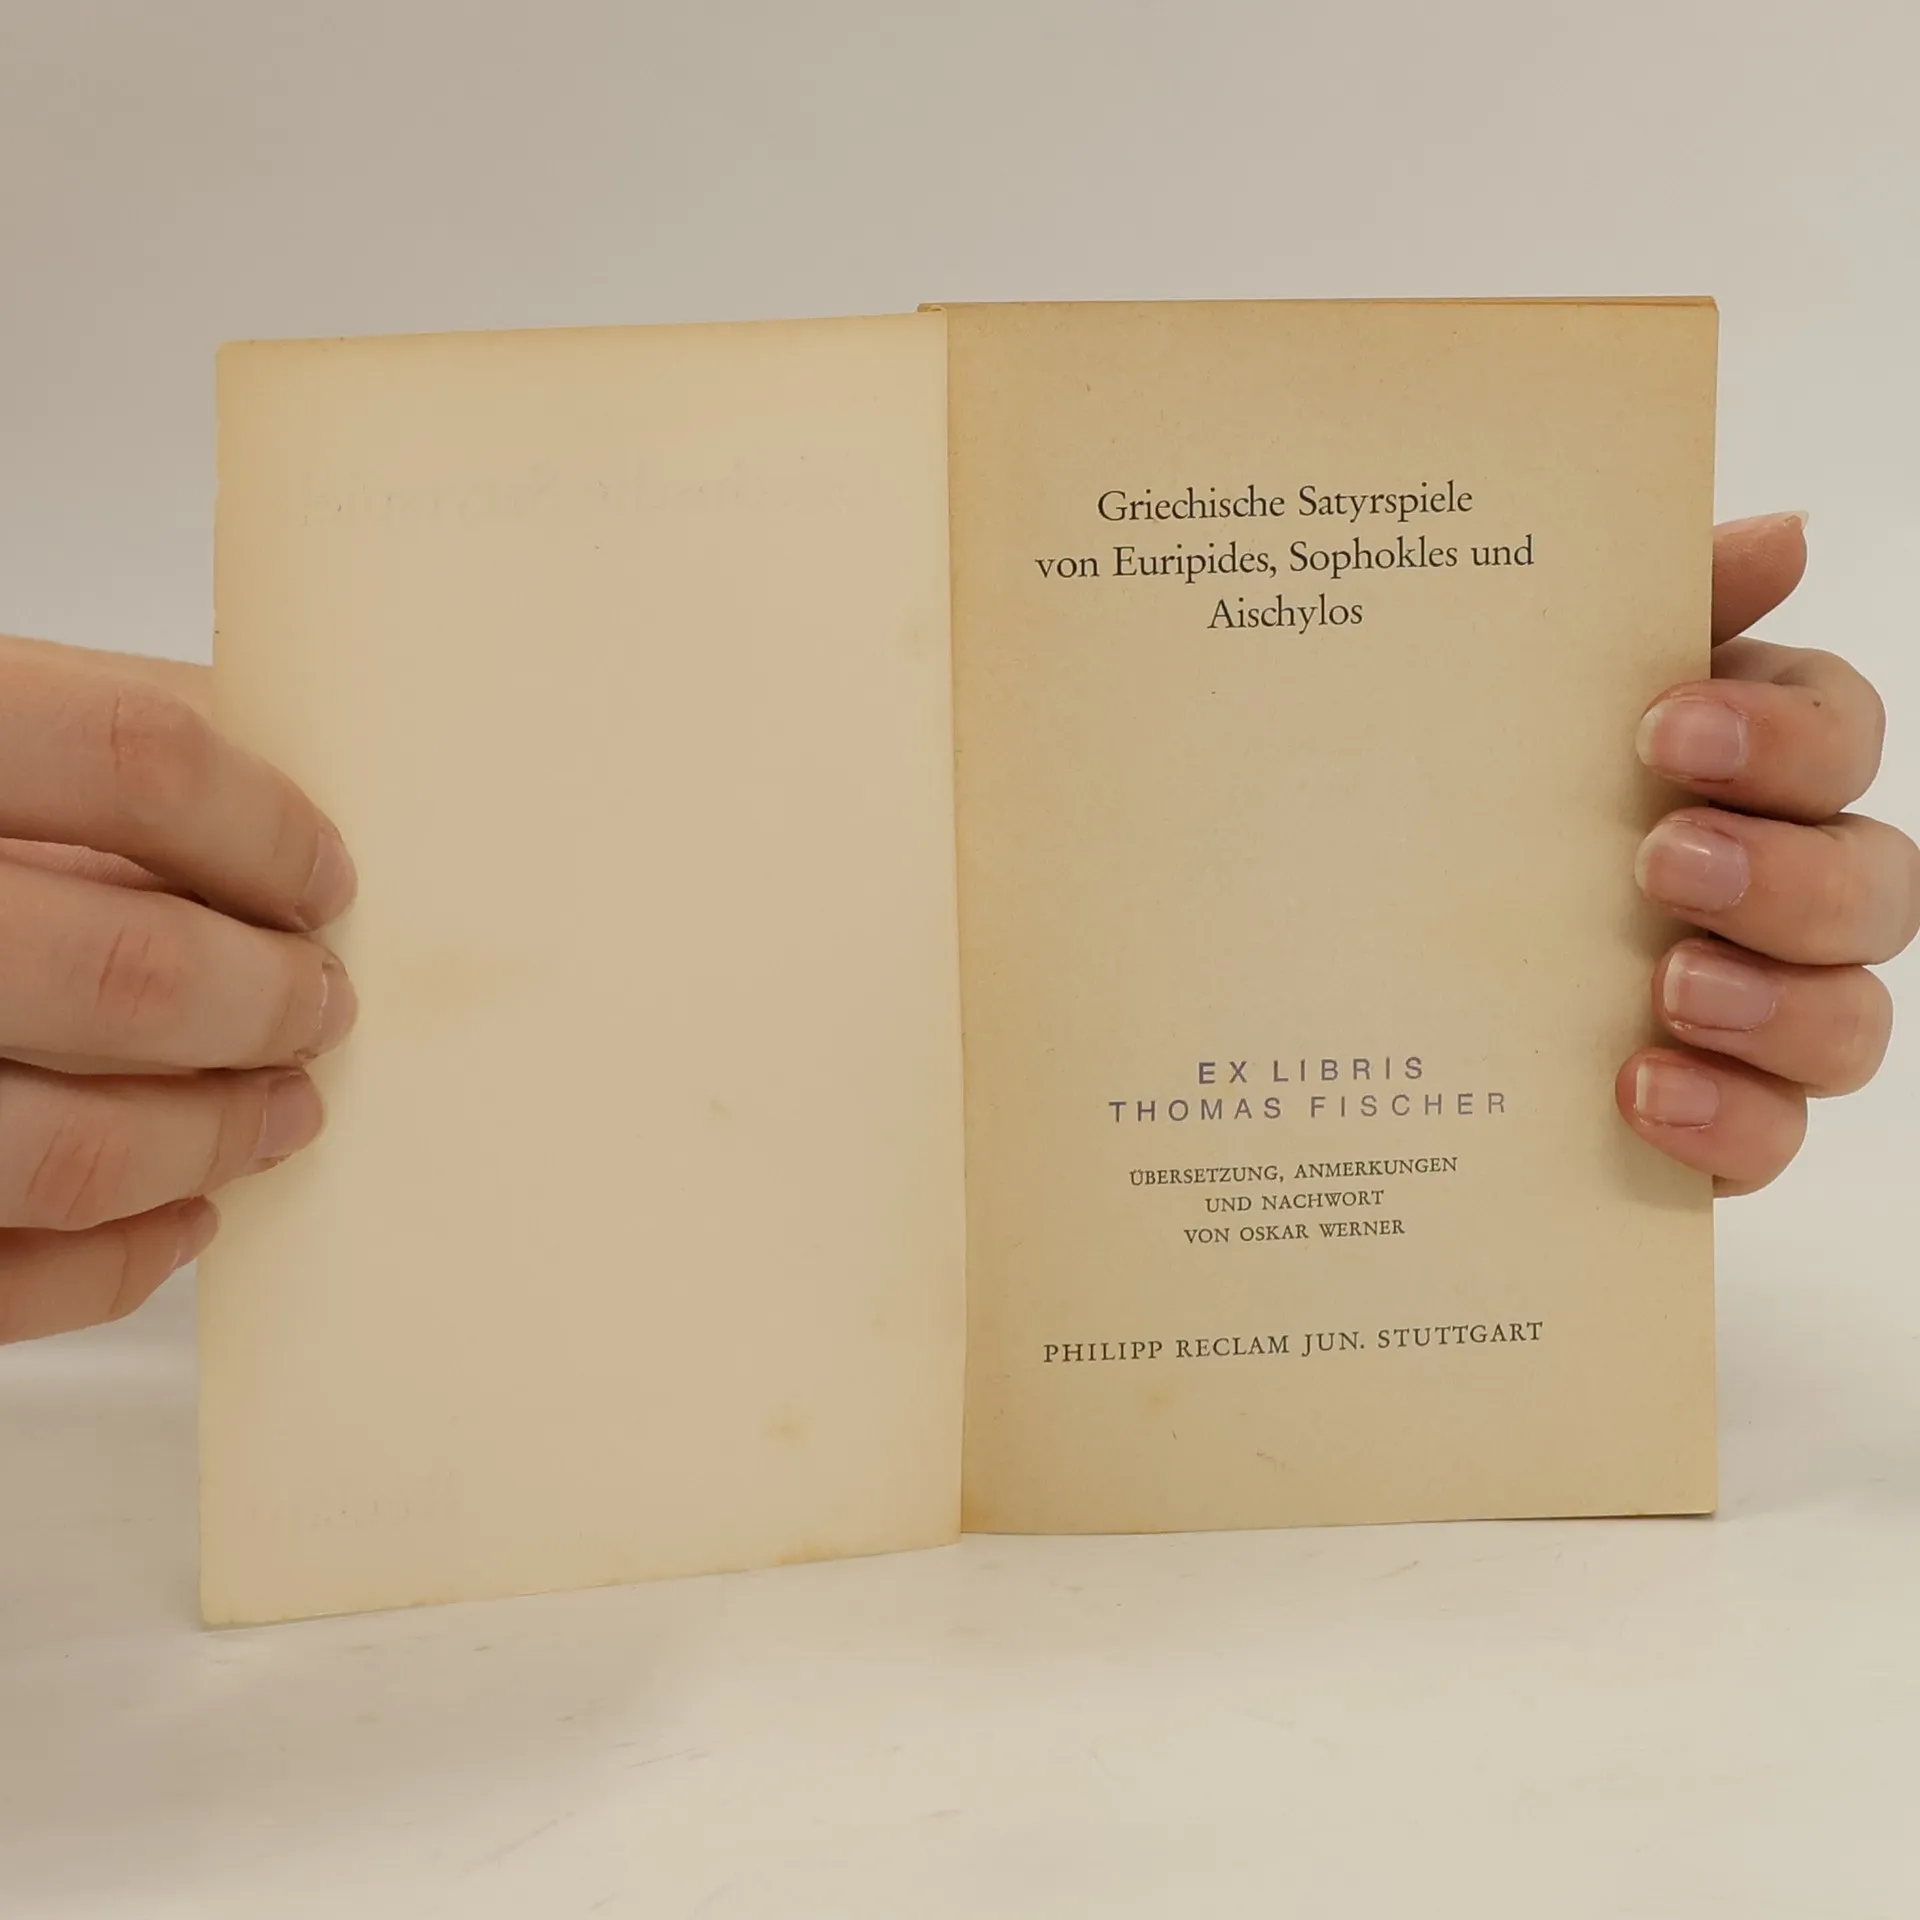 Griechische Satyrspiele
von Euripides, Sophokles und
Aischylos
EX LIBRIS
THOMAS FISCHER
ÜBERSETZUNG, ANMERKUNGEN
UND NACHWORT
VON OSKAR WERNER
PHILIPP RECLAM JUN. STUTTGART